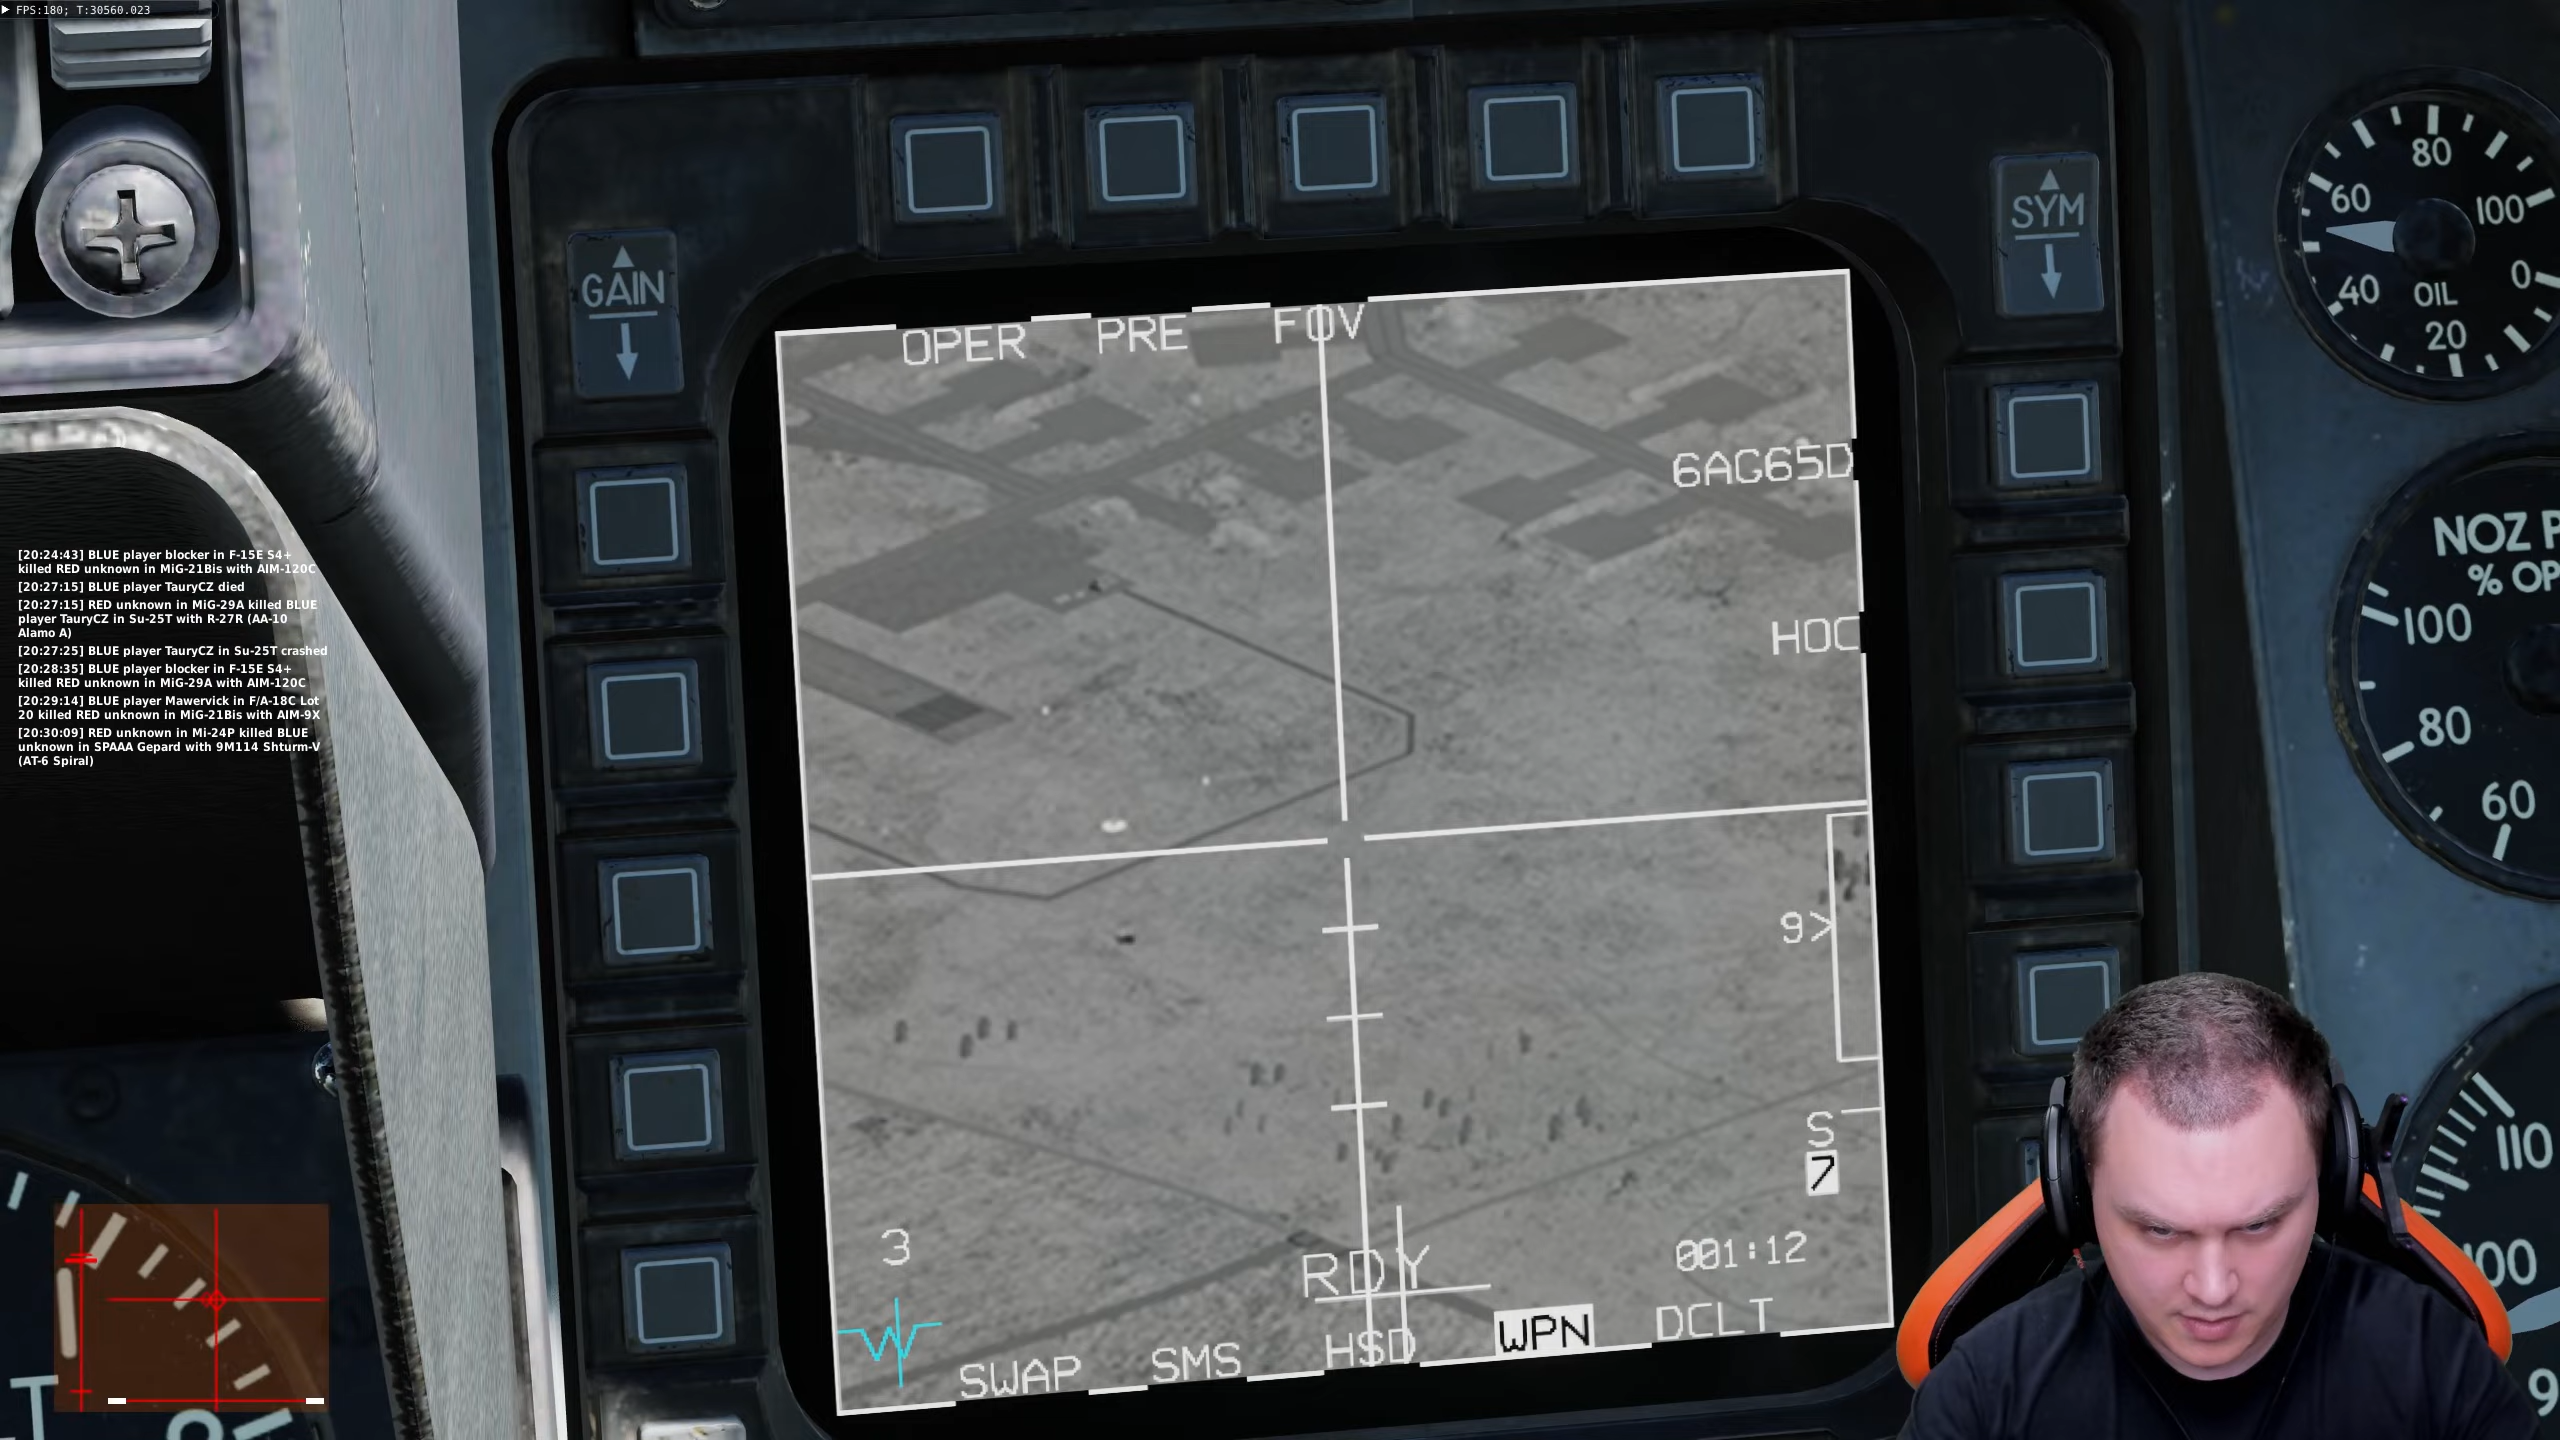 FPS:180; T:30560.023
GAIN
SYM
OPER PRE FOV
6AG65D
HOC
9>
S
7
3
RDY
001:12
SWAP SMS HSD WPN DCLT
[20:24:43] BLUE player blocker in F-15E S4+
killed RED unknown in MiG-21Bis with AIM-120C
[20:27:15] BLUE player TauryCZ died
[20:27:15] RED unknown in MiG-29A killed BLUE
player TauryCZ in Su-25T with R-27R (AA-10
Alamo A)
[20:27:25] BLUE player TauryCZ in Su-25T crashed
[20:28:35] BLUE player blocker in F-15E S4+
killed RED unknown in MiG-29A with AIM-120C
[20:29:14] BLUE player Mawervick in F/A-18C Lot
20 killed RED unknown in MiG-21Bis with AIM-9X
[20:30:09] RED unknown in Mi-24P killed BLUE
unknown in SPAAA Gepard with 9M114 Shturm-V
(AT-6 Spiral)
80
60 100
40 OIL 0
20
NOZ P
% OP
100
80
60
110
100